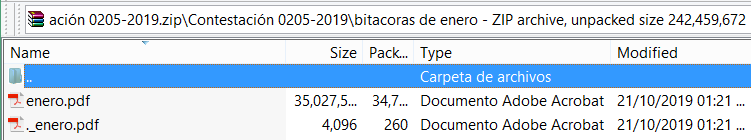 ación 0205-2019.zip\Contestación 0205-2019\bitacoras de enero - ZIP archive, unpacked size 242,459,672
Name Size Pack... Type Modified
.. Carpeta de archivos
enero.pdf 35,027,5... 34,7... Documento Adobe Acrobat 21/10/2019 01:21
._enero.pdf 4,096 260 Documento Adobe Acrobat 21/10/2019 01:21